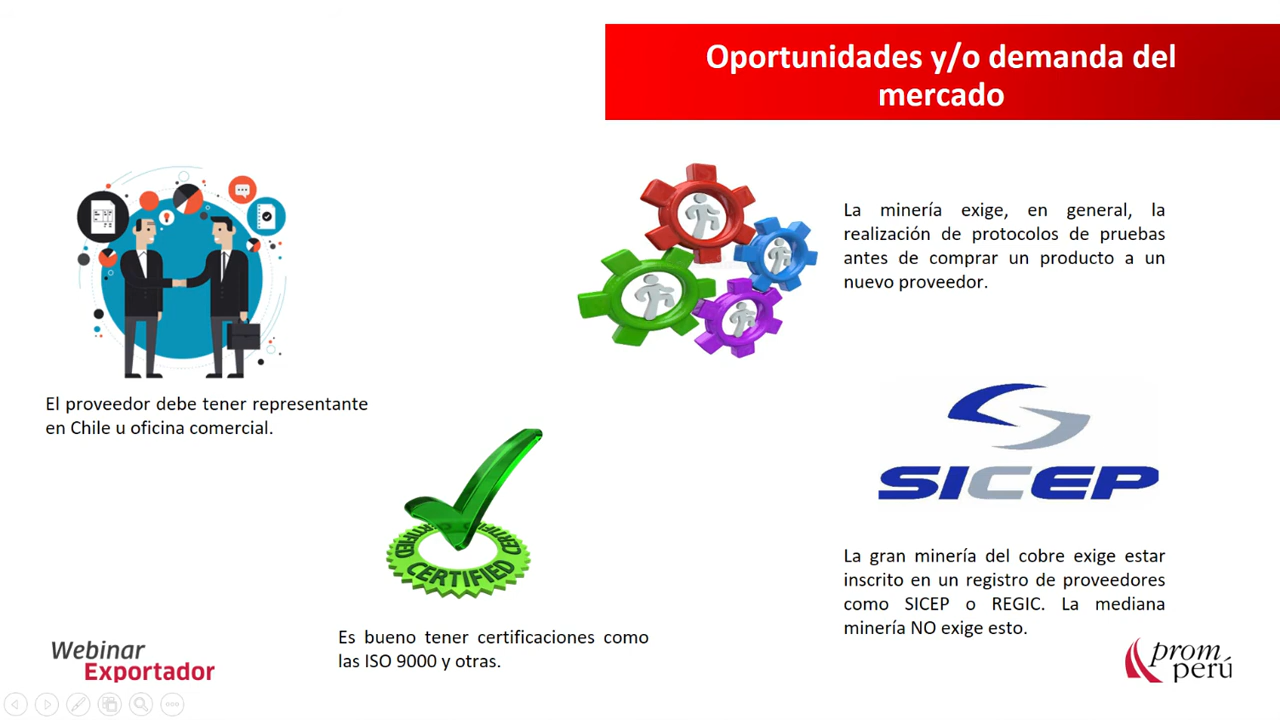 Oportunidades y/o demanda del
mercado
La minería exige, en general, la
realización de protocolos de pruebas
antes de comprar un producto a un
nuevo proveedor.
El proveedor debe tener representante
en Chile u oficina comercial.
SICEP
CERTIFIED
CERTIFIED
CERTIFIED
La gran minería del cobre exige estar
inscrito en un registro de proveedores
como SICEP o REGIC. La mediana
minería NO exige esto.
Es bueno tener certificaciones como
las ISO 9000 y otras.
Webinar
Exportador
prom
perú